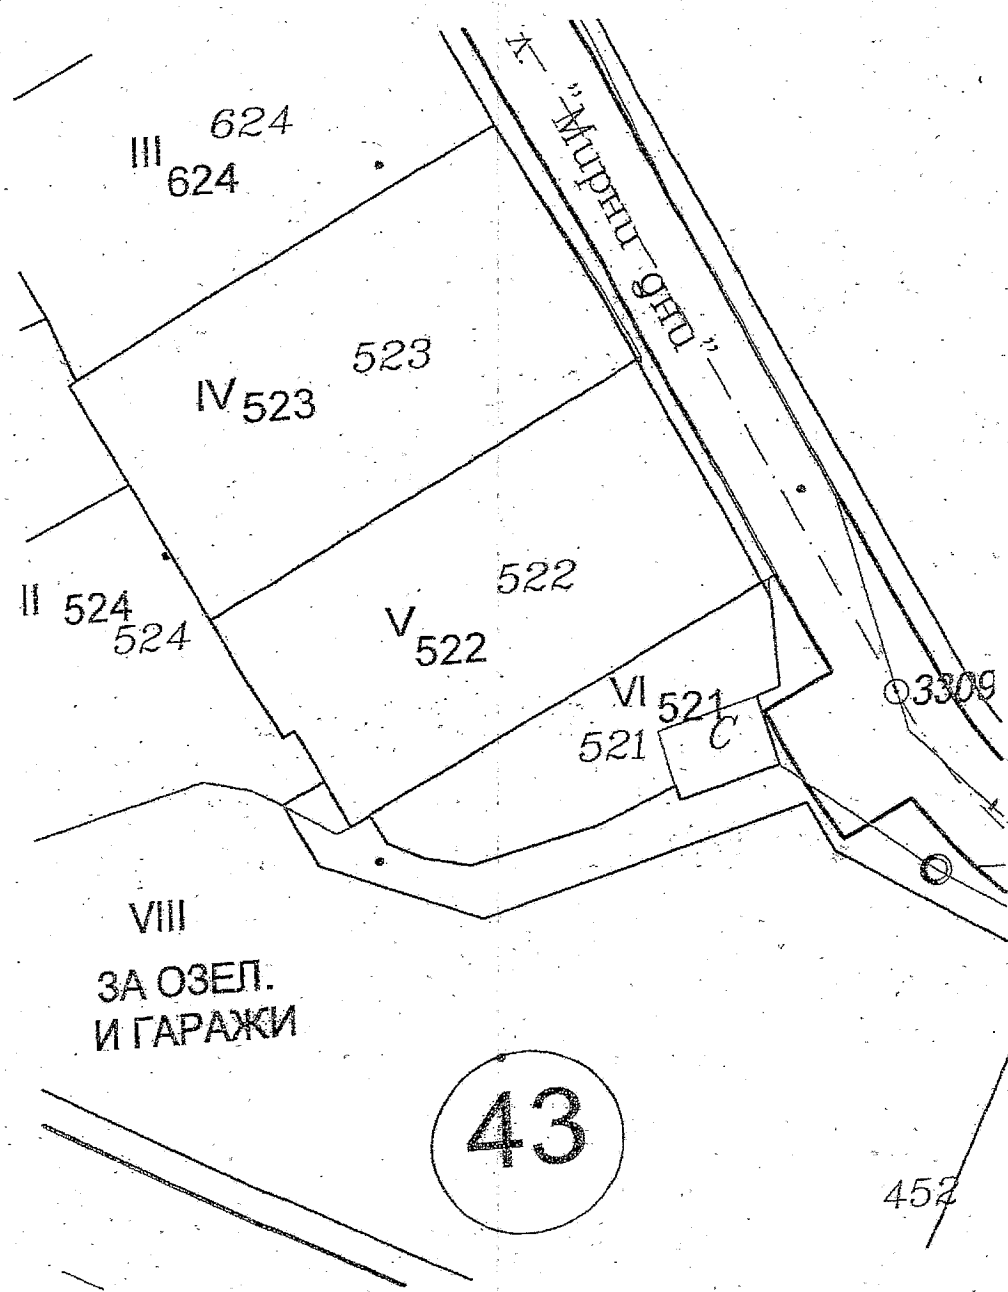 624
III 624
"Мирни дни"
523
IV 523
522
II 524
524
V 522
VI 521
521
С
3309
VIII
ЗА ОЗЕЛ.
И ГАРАЖИ
43
452